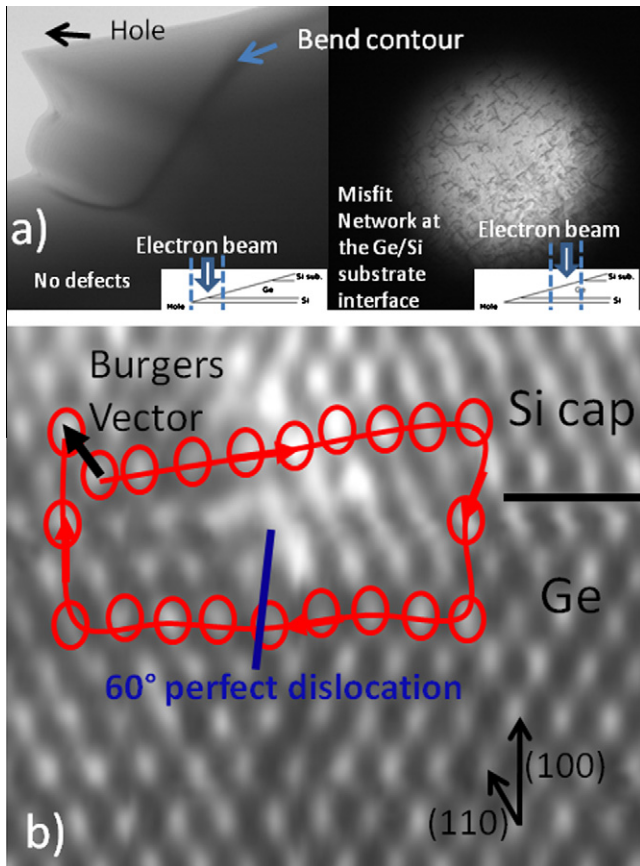 Hole
Bend contour
a)
Electron beam
No defects
Si sub.
Ge
Si
Hole
Misfit
Network at
the Ge/Si
substrate
interface
Electron beam
Si sub.
Ge
Si
Hole
Burgers
Vector
Si cap
Ge
60° perfect dislocation
(100)
(110)
b)